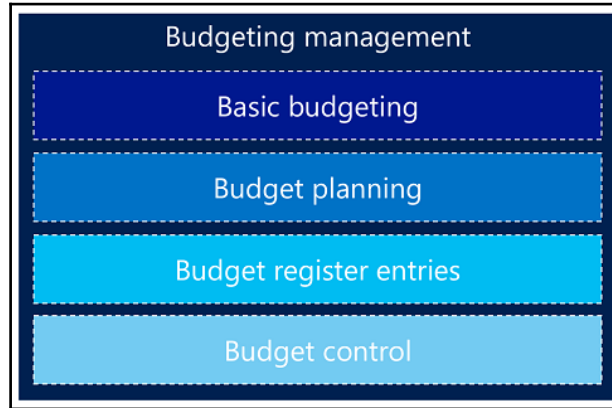 Budgeting management
Basic budgeting
Budget planning
Budget register entries
Budget control